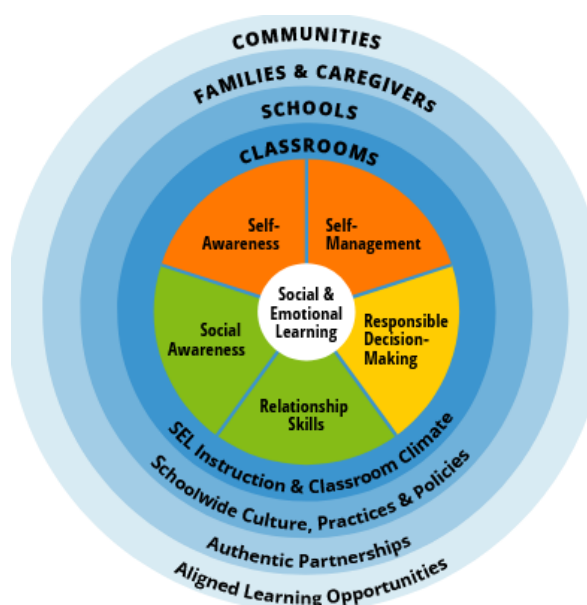 COMMUNITIES
FAMILIES & CAREGIVERS
SCHOOLS
CLASSROOMS
Self-
Awareness
Self-
Management
Social &
Emotional
Learning
Social
Awareness
Responsible
Decision-
Making
Relationship
Skills
SEL Instruction & Classroom Climate
Schoolwide Culture, Practices & Policies
Authentic Partnerships
Aligned Learning Opportunities